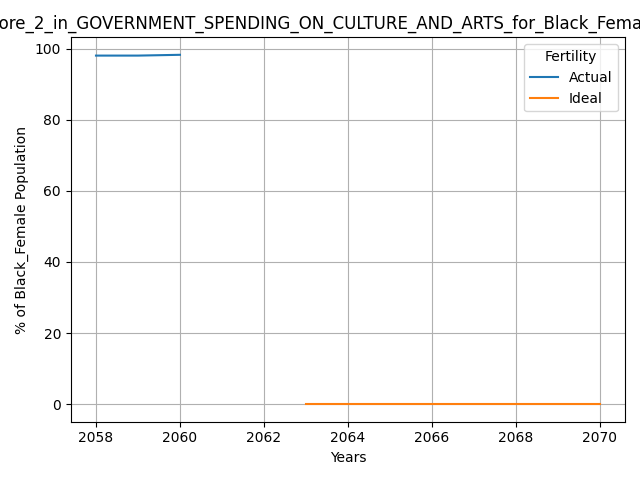 ore_2_in_GOVERNMENT_SPENDING_ON_CULTURE_AND_ARTS_for_Black_Fema
Fertility
Actual
Ideal
% of Black_Female Population
100
80
60
40
20
0
2058 2060 2062 2064 2066 2068 2070
Years